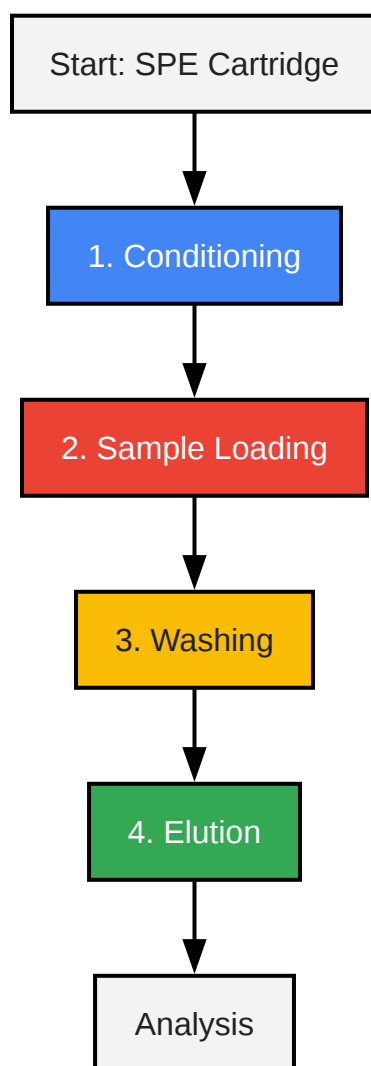 Start: SPE Cartridge
1. Conditioning
2. Sample Loading
3. Washing
4. Elution
Analysis